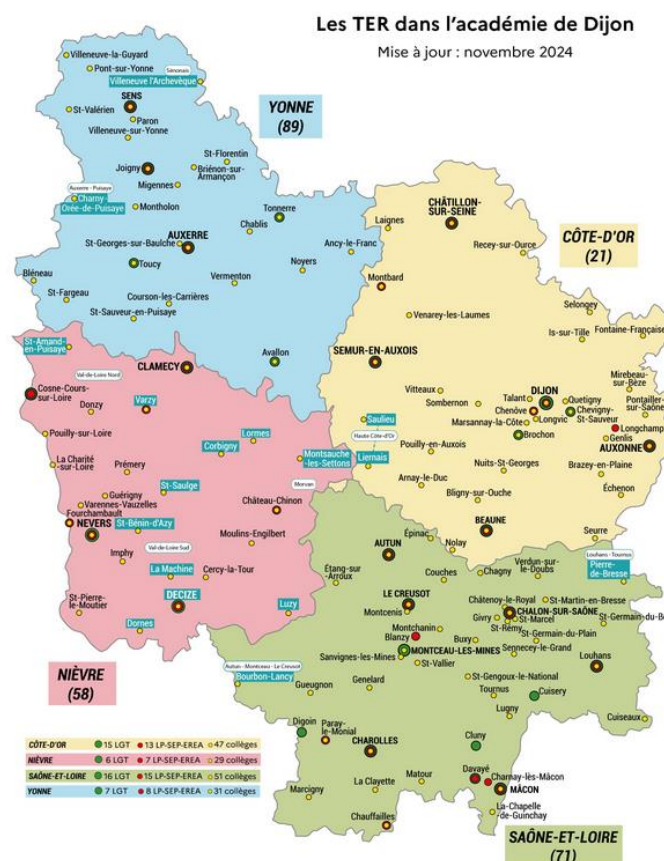 Les TER dans l'académie de Dijon
Mise à jour : novembre 2024
Villeneuve-la-Guyard
Pont-sur-Yonne
Sénonais
Villeneuve l'Archevêque
SENS
YONNE
(89)
St-Valérien
Paron
Villeneuve-sur-Yonne
St-Florentin
Joigny
Briénon-sur-
Armançon
Migennes
Auxerre - Puisaye
Charny-
Orée-de-Puisaye
Montholon
Tonnerre
Chablis
St-Georges-sur-Baulche
AUXERRE
Ancy-le-Franc
Toucy
Noyers
Bléneau
Vermenton
St-Fargeau
Courson-les-Carrières
St-Sauveur-en-Puisaye
Avallon
CHÂTILLON-
SUR-SEINE
Laignes
CÔTE-D'OR
(21)
Recey-sur-Ource
Montbard
Selongey
Venarey-les-Laumes
Is-sur-Tille
Fontaine-Française
SEMUR-EN-AUXOIS
Mirebeau-
sur-Bèze
Vitteaux
DIJON
Talant
Quetigny
Pontailler-
sur-Saône
Sombernon
Chenôve
Chevigny-
St-Sauveur
Saulieu
Longvic
Marsannay-la-Côte
Longchamp
Brochon
Genlis
AUXONNE
Haute Côte-d'Or
Pouilly-en-Auxois
Liernais
Nuits-St-Georges
Brazey-en-Plaine
Arnay-le-Duc
Bligny-sur-Ouche
Échenon
BEAUNE
Seurre
St-Amand-
en-Puisaye
Val-de-Loire Nord
CLAMECY
Cosne-Cours-
sur-Loire
Varzy
Donzy
Pouilly-sur-Loire
Lormes
Corbigny
Montsauche
-les-Settons
La Charité
-sur-Loire
Prémery
Morvan
St-Saulge
Guérigny
Varennes-Vauzelles
Château-Chinon
Fourchambault
NEVERS
St-Bénin-d'Azy
Moulins-Engilbert
Imphy
Val-de-Loire Sud
La Machine
Cercy-la-Tour
St-Pierre-
le-Moutier
DECIZE
Luzy
Dornes
NIÈVRE
(58)
Épinac
AUTUN
Nolay
Étang-sur-
Arroux
Couches
Chagny
Verdun-sur-
le-Doubs
Louhans - Tournus
Pierre-
de-Bresse
LE CREUSOT
Châtenoy-le-Royal
St-Martin-en-Bresse
Montcenis
CHALON-SUR-SAÔNE
Givry
St-Marcel
St-Rémy
Montchanin
St-Germain-du-B
Blanzy
Buxy
St-Germain-du-Plain
MONTCEAU-LES-MINES
Sennecey-le-Grand
Sanvignes-les-Mines
St-Vallier
Louhans
Autun - Montceau - Le Creusot
Bourbon-Lancy
Gueugnon
Genelard
St-Gengoux-le-National
Tournus
Cuisery
Lugny
Digoin
Paray-
le-Monial
Cuiseaux
Cluny
CHAROLLES
Davayé
Charnay-lès-Mâcon
Marcigny
La Clayette
Matour
MÂCON
Chauffailles
La-Chapelle
-de-Guinchay
SAÔNE-ET-LOIRE
(71)
CÔTE-D'OR 15 LGT 13 LP-SEP-EREA 47 collèges
NIÈVRE 6 LGT 7 LP-SEP-EREA 29 collèges
SAÔNE-ET-LOIRE 16 LGT 15 LP-SEP-EREA 51 collèges
YONNE 7 LGT 8 LP-SEP-EREA 31 collèges